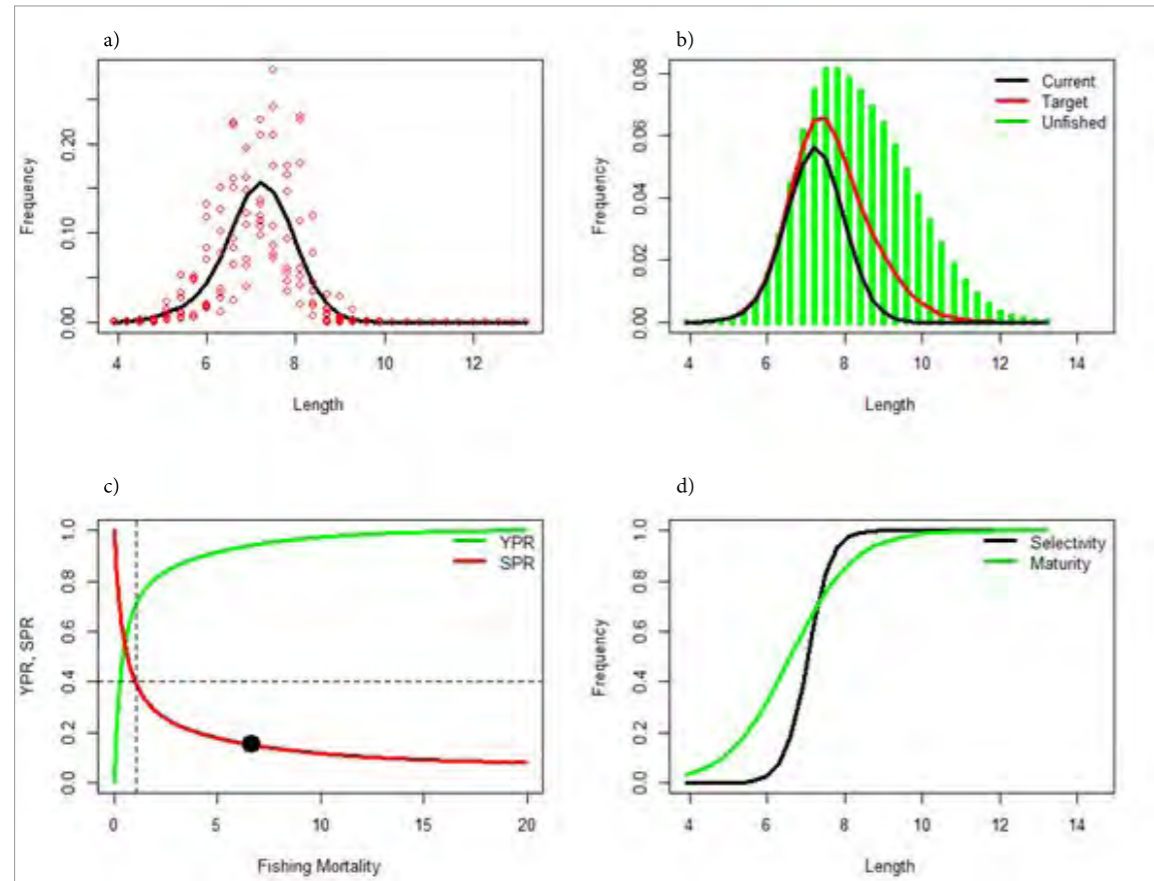 a)
Frequency
0.00 0.10 0.20
4 6 8 10 12
Length
b)
Frequency
0.00 0.02 0.04 0.06 0.08
Current
Target
Unfished
4 6 8 10 12 14
Length
c)
YPR, SPR
0.0 0.2 0.4 0.6 0.8 1.0
YPR
SPR
0 5 10 15 20
Fishing Mortality
d)
Frequency
0.0 0.2 0.4 0.6 0.8 1.0
Selectivity
Maturity
4 6 8 10 12 14
Length